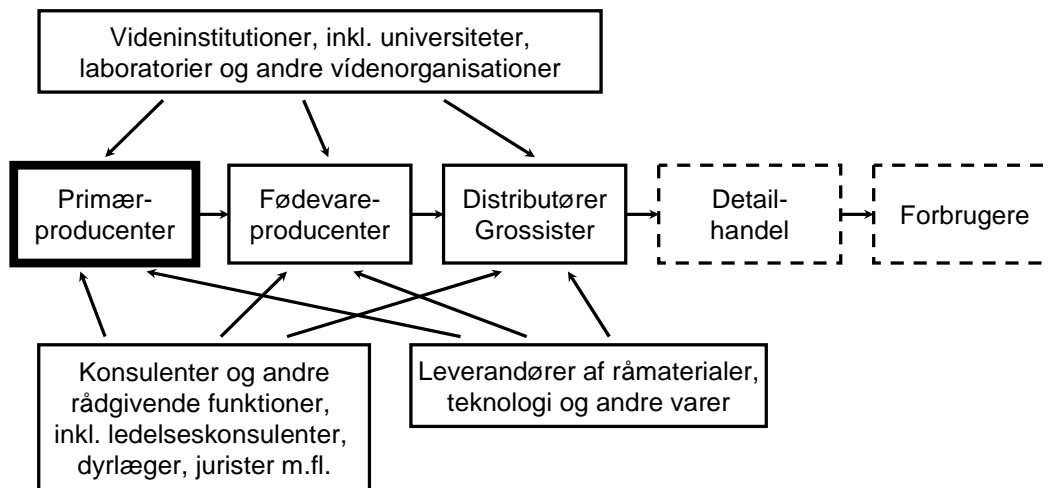 Videninstitutioner, inkl. universiteter,
laboratorier og andre vídenorganisationer
Primær-
producenter
Fødevare-
producenter
Distributører
Grossister
Detail-
handel
Forbrugere
Konsulenter og andre
rådgivende funktioner,
inkl. ledelseskonsulenter,
dyrlæger, jurister m.fl.
Leverandører af råmaterialer,
teknologi og andre varer